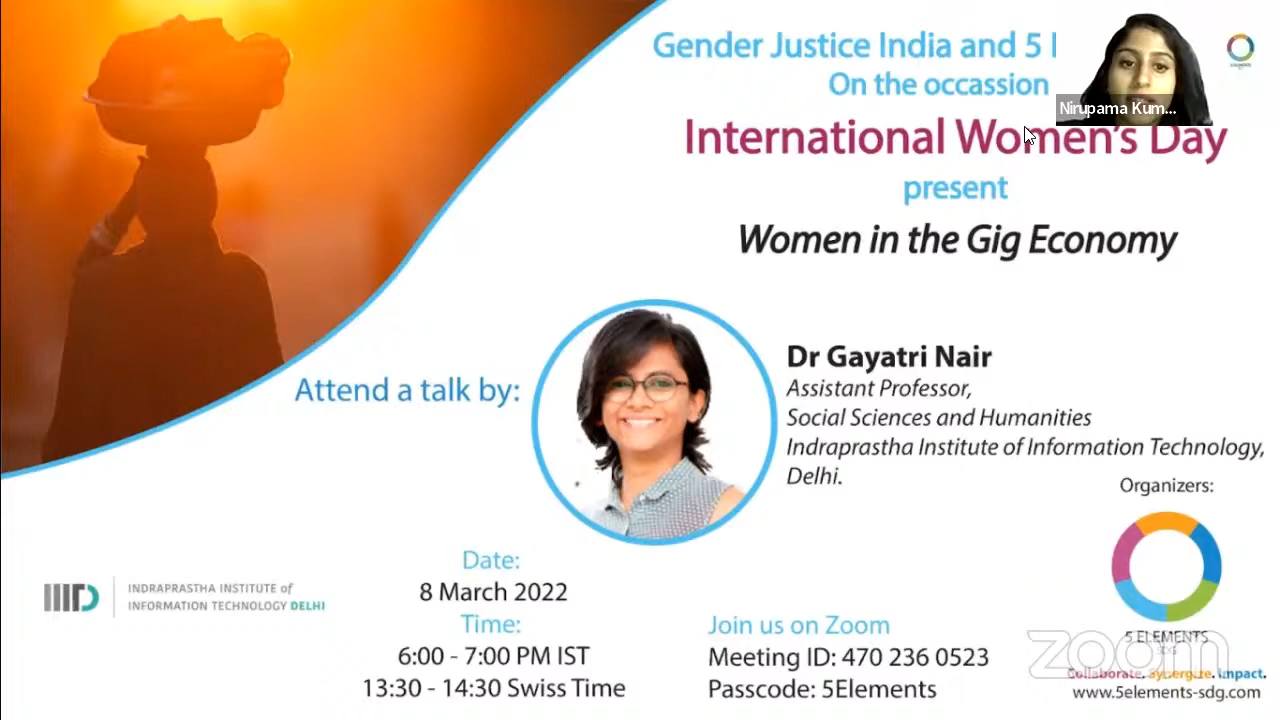 Gender Justice India and 5
On the occassion
Nirupama Kum...
International Women's Day
present
Women in the Gig Economy
Attend a talk by:
Dr Gayatri Nair
Assistant Professor,
Social Sciences and Humanities
Indraprastha Institute of Information Technology,
Delhi.
Organizers:
5 ELEMENTS
SDG
zoom
Collaborate. Synergize. Impact.
www.5elements-sdg.com
INDRAPRASTHA INSTITUTE of
INFORMATION TECHNOLOGY DELHI
Date:
8 March 2022
Time:
6:00 - 7:00 PM IST
13:30 - 14:30 Swiss Time
Join us on Zoom
Meeting ID: 470 236 0523
Passcode: 5Elements